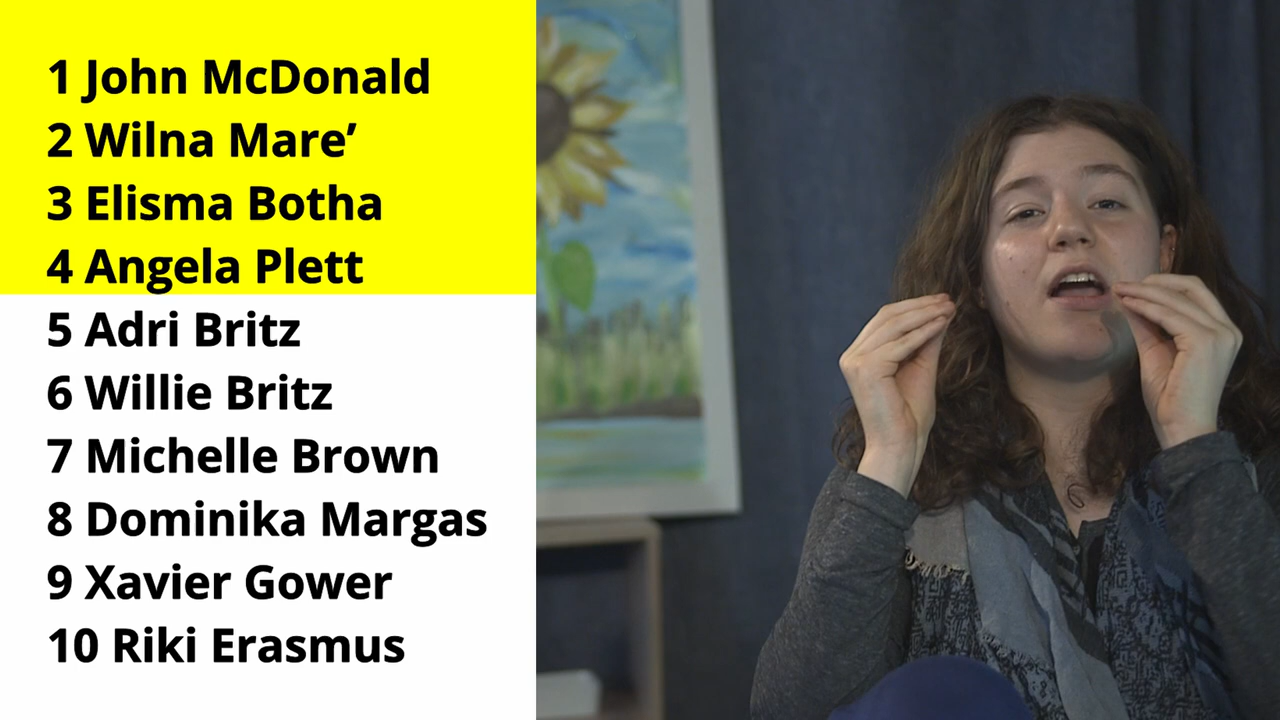 1 John McDonald
2 Wilna Mare’
3 Elisma Botha
4 Angela Plett
5 Adri Britz
6 Willie Britz
7 Michelle Brown
8 Dominika Margas
9 Xavier Gower
10 Riki Erasmus